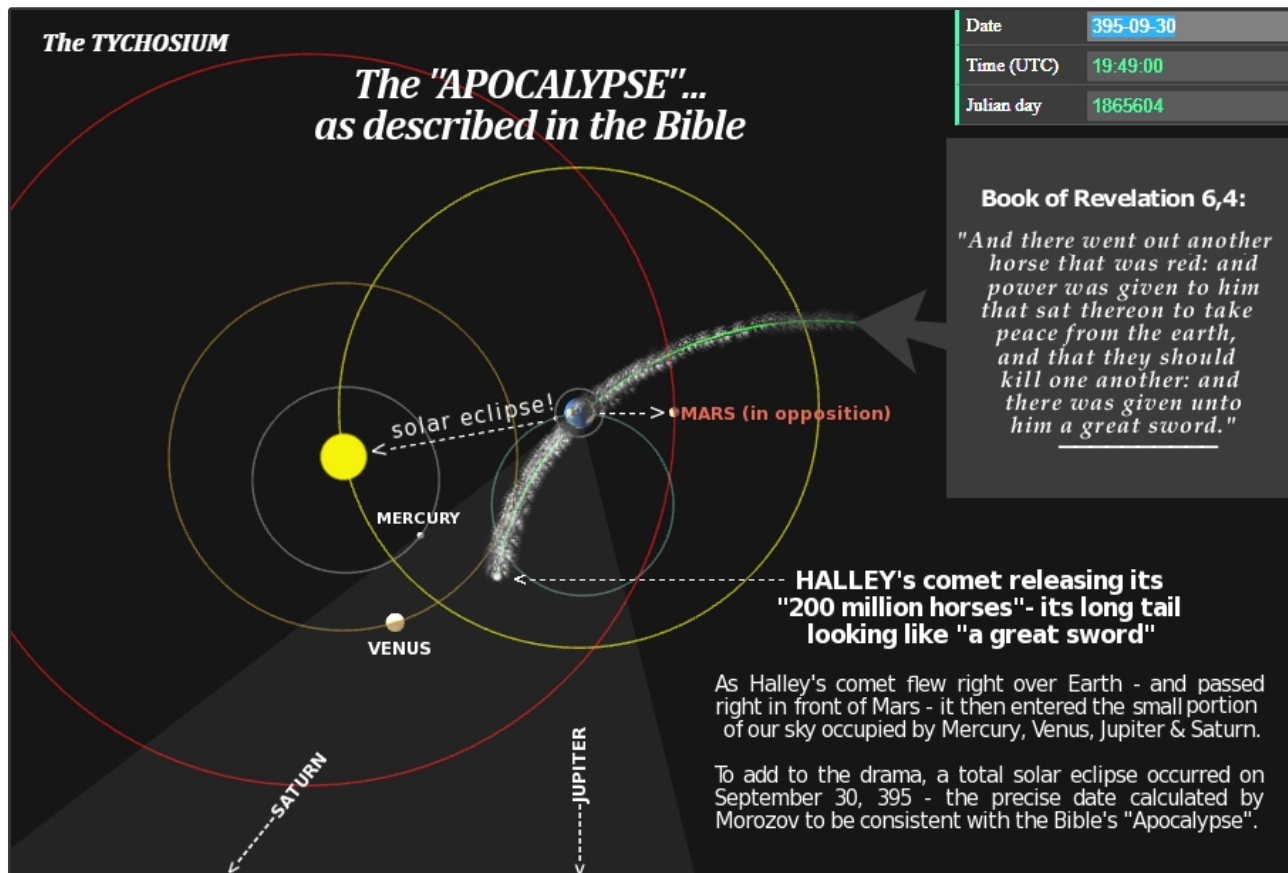 The TYCHOSIUM
The "APOCALYPSE"...
as described in the Bible
Date 395-09-30
Time (UTC) 19:49:00
Julian day 1865604
Book of Revelation 6,4:
"And there went out another
horse that was red: and
power was given to him
that sat thereon to take
peace from the earth,
and that they should
kill one another: and
there was given unto
him a great sword."
solar eclipse!
MARS (in opposition)
MERCURY
VENUS
HALLEY's comet releasing its
"200 million horses"- its long tail
looking like "a great sword"
As Halley's comet flew right over Earth - and passed
right in front of Mars - it then entered the small portion
of our sky occupied by Mercury, Venus, Jupiter & Saturn.
To add to the drama, a total solar eclipse occurred on
September 30, 395 - the precise date calculated by
Morozov to be consistent with the Bible's "Apocalypse".
SATURN
JUPITER